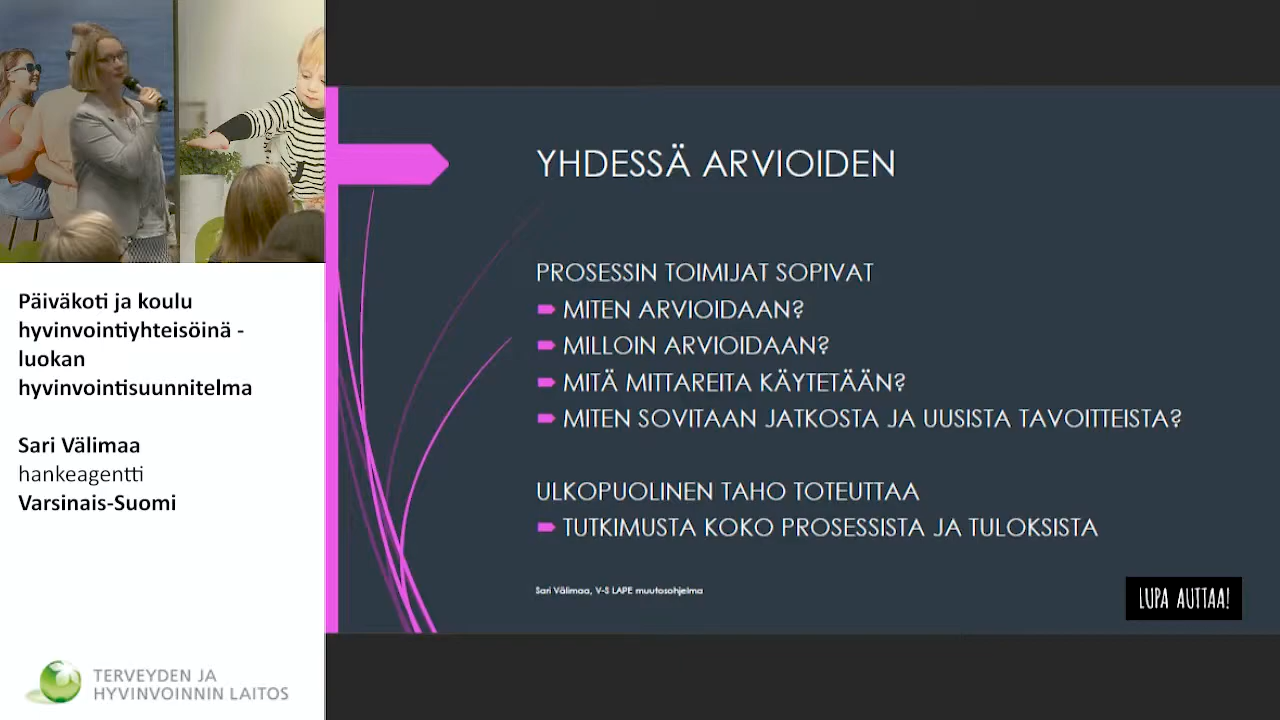 Päiväkoti ja koulu
hyvinvointiyhteisöinä -
luokan
hyvinvointisuunnitelma
Sari Välimaa
hankeagentti
Varsinais-Suomi
TERVEYDEN JA
HYVINVOINNIN LAITOS
YHDESSÄ ARVIOIDEN
PROSESSIN TOIMIJAT SOPIVAT
MITEN ARVIOIDAAN?
MILLOIN ARVIOIDAAN?
MITÄ MITTAREITA KÄYTETÄÄN?
MITEN SOVITAAN JATKOSTA JA UUSISTA TAVOITTEISTA?
ULKOPUOLINEN TAHO TOTEUTTAA
TUTKIMUSTA KOKO PROSESSISTA JA TULOKSISTA
Sari Välimaa, V-S LAPE muutosohjelma
LUPA AUTTAA!